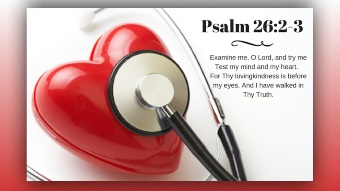 Psalm 26:2-3
Examine me, O Lord, and try me
Test my mind and my heart.
For Thy lovingkindness is before
my eyes, And I have walked in
Thy Truth.